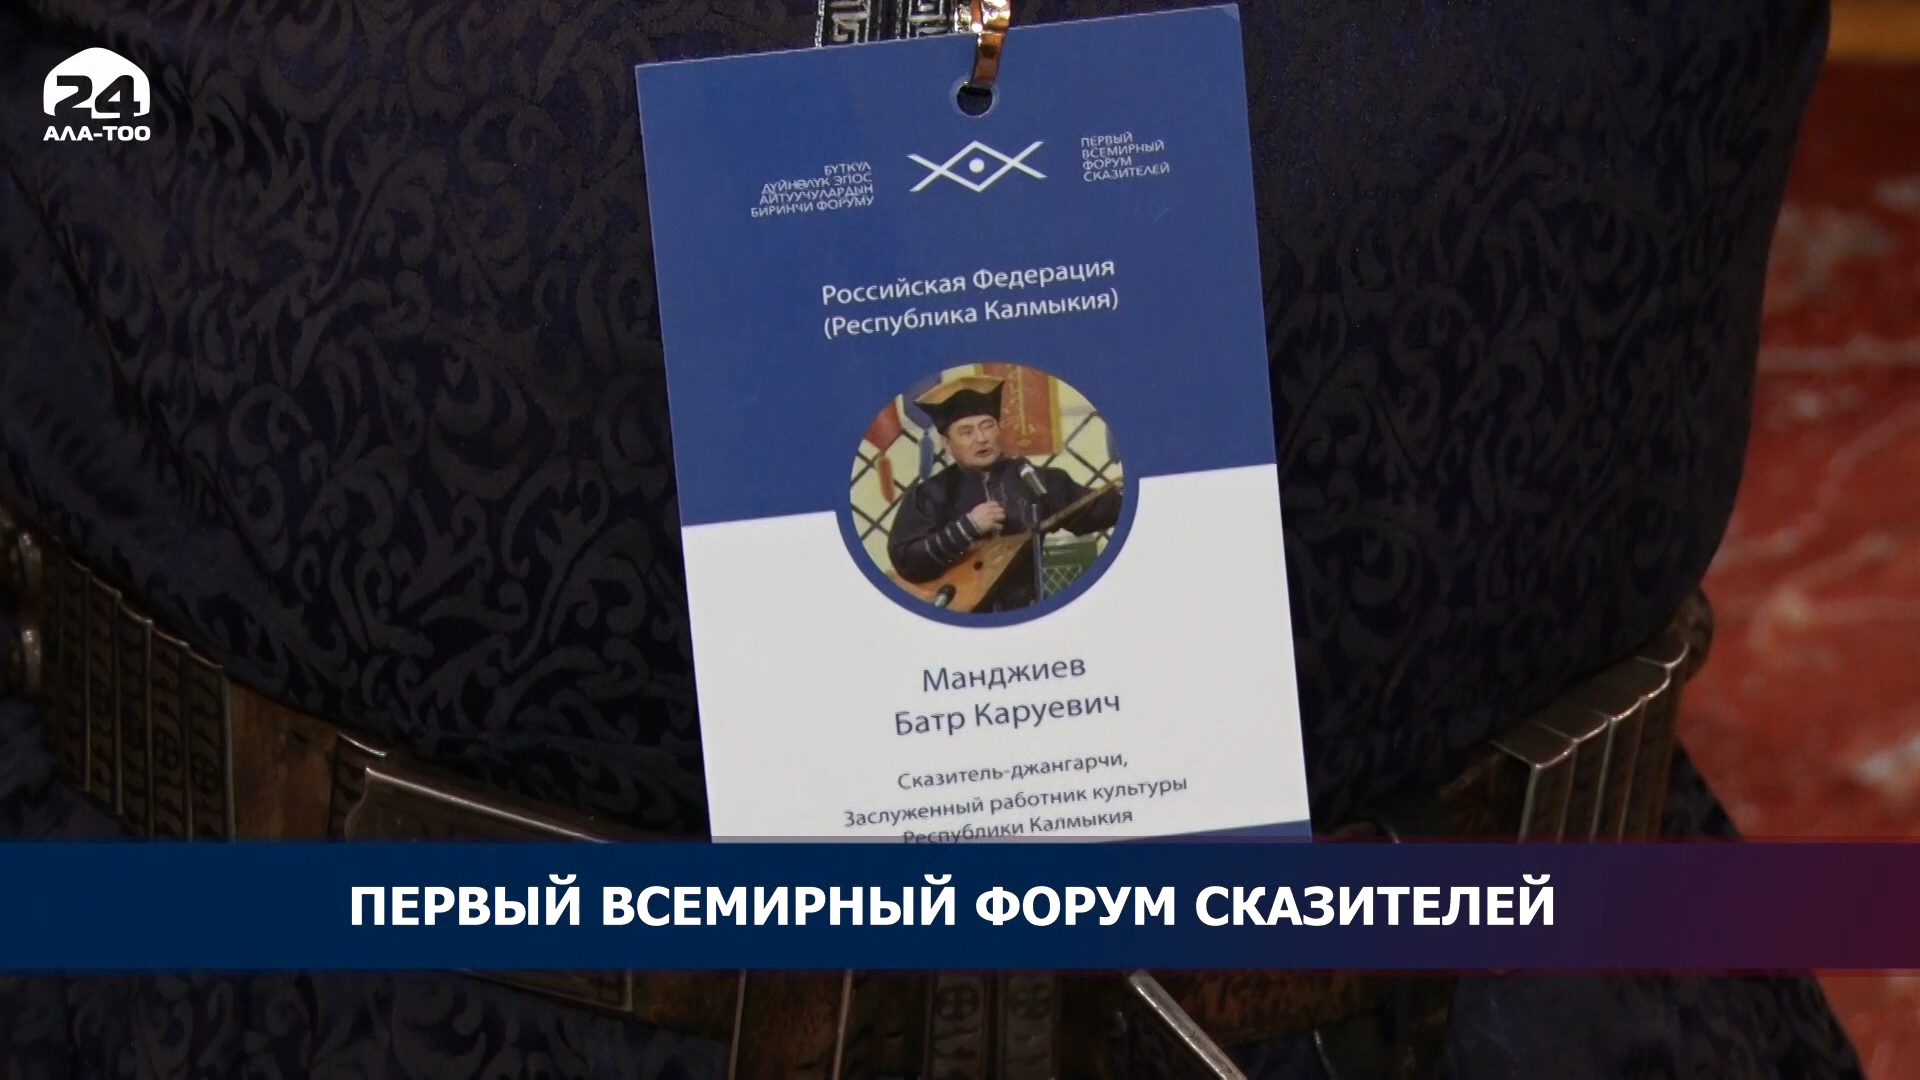 24
АЛА-ТОО
БҮТКҮЛ
ДҮЙНӨЛҮК ЭПОС
АЙТУУЧУЛАРДЫН
БИРИНЧИ ФОРУМУ
ПЕРВЫЙ
ВСЕМИРНЫЙ
ФОРУМ
СКАЗИТЕЛЕЙ
Российская Федерация
(Республика Калмыкия)
Манджиев
Батр Каруевич
Сказитель-джангарчи,
Заслуженный работник культуры
Республики Калмыкия
ПЕРВЫЙ ВСЕМИРНЫЙ ФОРУМ СКАЗИТЕЛЕЙ